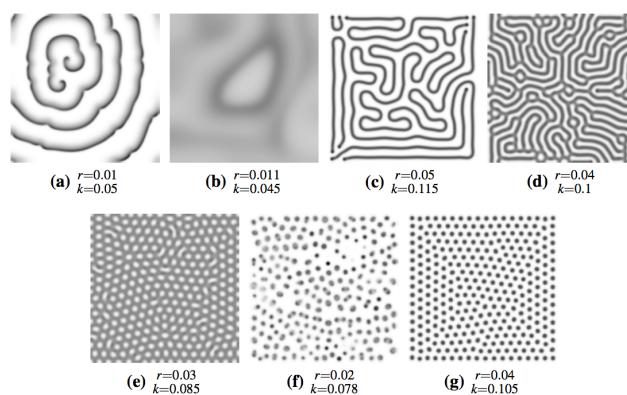 (a) r=0.01
k=0.05
(b) r=0.011
k=0.045
(c) r=0.05
k=0.115
(d) r=0.04
k=0.1
(e) r=0.03
k=0.085
(f) r=0.02
k=0.078
(g) r=0.04
k=0.105